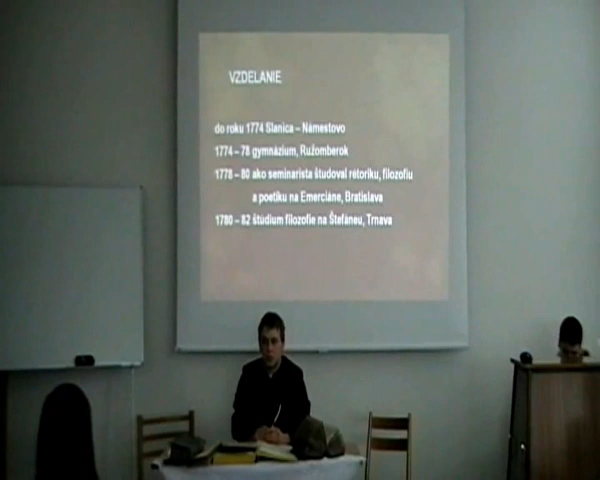 VZDELANIE
do roku 1774 Slanica – Námestovo
1774 – 78 gymnázium, Ružomberok
1778 – 80 ako seminarista študoval rétoriku, filozofiu
a poetiku na Emerciáne, Bratislava
1780 – 82 štúdium filozofie na Štefáneu, Trnava